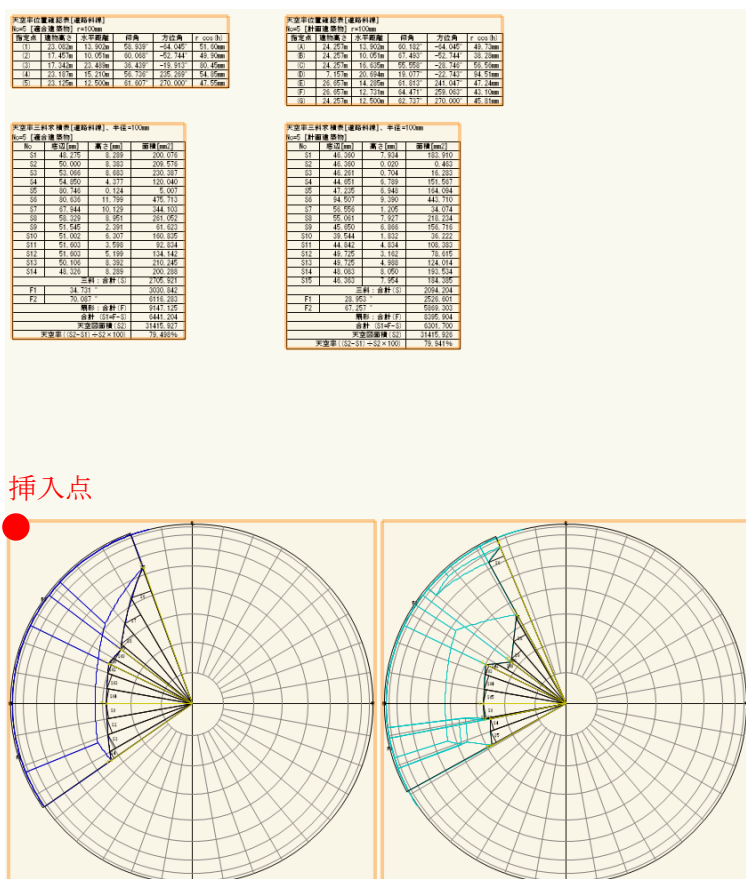 天空率位置確認表[道路斜線]
No=5 [適合建築物] r=100mm
指定点 建物高さ 水平距離 仰角 方位角 r cos(h)
(1) 23.082m 13.902m 58.939° -64.045° 51.60mm
(2) 17.457m 10.051m 60.068° -52.744° 49.90mm
(3) 17.342m 23.489m 36.439° -19.913° 80.45mm
(4) 23.187m 15.210m 56.736° 235.269° 54.85mm
(5) 23.125m 12.500m 61.607° 270.000° 47.55mm
天空率位置確認表[道路斜線]
No=5 [計画建築物] r=100mm
指定点 建物高さ 水平距離 仰角 方位角 r cos(h)
(A) 24.257m 13.902m 60.182° -64.045° 49.73mm
(B) 24.257m 10.051m 67.493° -52.744° 38.28mm
(C) 24.257m 16.635m 55.558° -28.746° 56.56mm
(D) 7.157m 20.694m 19.077° -22.743° 94.51mm
(E) 26.657m 14.285m 61.813° 241.047° 47.24mm
(F) 26.657m 12.731m 64.471° 259.063° 43.10mm
(G) 24.257m 12.500m 62.737° 270.000° 45.81mm
天空率三斜求積表[道路斜線]、半径=100mm
No=5 [適合建築物]
No 底辺[mm] 高さ[mm] 面積[mm2]
S1 48.275 8.289 200.076
S2 50.000 8.383 209.576
S3 53.066 8.683 230.387
S4 54.850 4.377 120.040
S5 80.746 0.124 5.007
S6 80.636 11.799 475.713
S7 67.944 10.129 344.103
S8 58.329 8.951 261.052
S9 51.545 2.391 61.623
S10 51.002 6.307 160.850
S11 51.603 3.598 92.834
S12 51.603 5.199 134.142
S13 50.106 8.392 210.245
S14 48.326 8.289 200.288
三斜：合計(S) 2705.921
F1 34.731 ° 3030.842
F2 70.087 ° 6116.283
扇形：合計(F) 9147.125
合計 (S1=F-S) 6441.204
天空図面積(S2) 31415.927
天空率((S2-S1)÷S2×100) 79.498%
天空率三斜求積表[道路斜線]、半径=100mm
No=5 [計画建築物]
No 底辺[mm] 高さ[mm] 面積[mm2]
S1 46.360 7.934 183.910
S2 46.360 0.020 0.463
S3 46.261 0.704 16.283
S4 44.651 6.789 151.567
S5 47.235 6.948 164.094
S6 94.507 9.390 443.710
S7 56.556 1.205 34.074
S8 55.061 7.927 218.234
S9 45.650 6.866 156.716
S10 39.544 1.832 36.222
S11 44.842 4.834 108.383
S12 49.725 3.162 78.615
S13 49.725 4.988 124.014
S14 48.083 8.050 193.534
S15 46.363 7.954 184.385
三斜：合計(S) 2094.204
F1 28.953 ° 2526.601
F2 67.257 ° 5869.303
扇形：合計(F) 8395.904
合計 (S1=F-S) 6301.700
天空図面積(S2) 31415.926
天空率((S2-S1)÷S2×100) 79.941%
挿入点